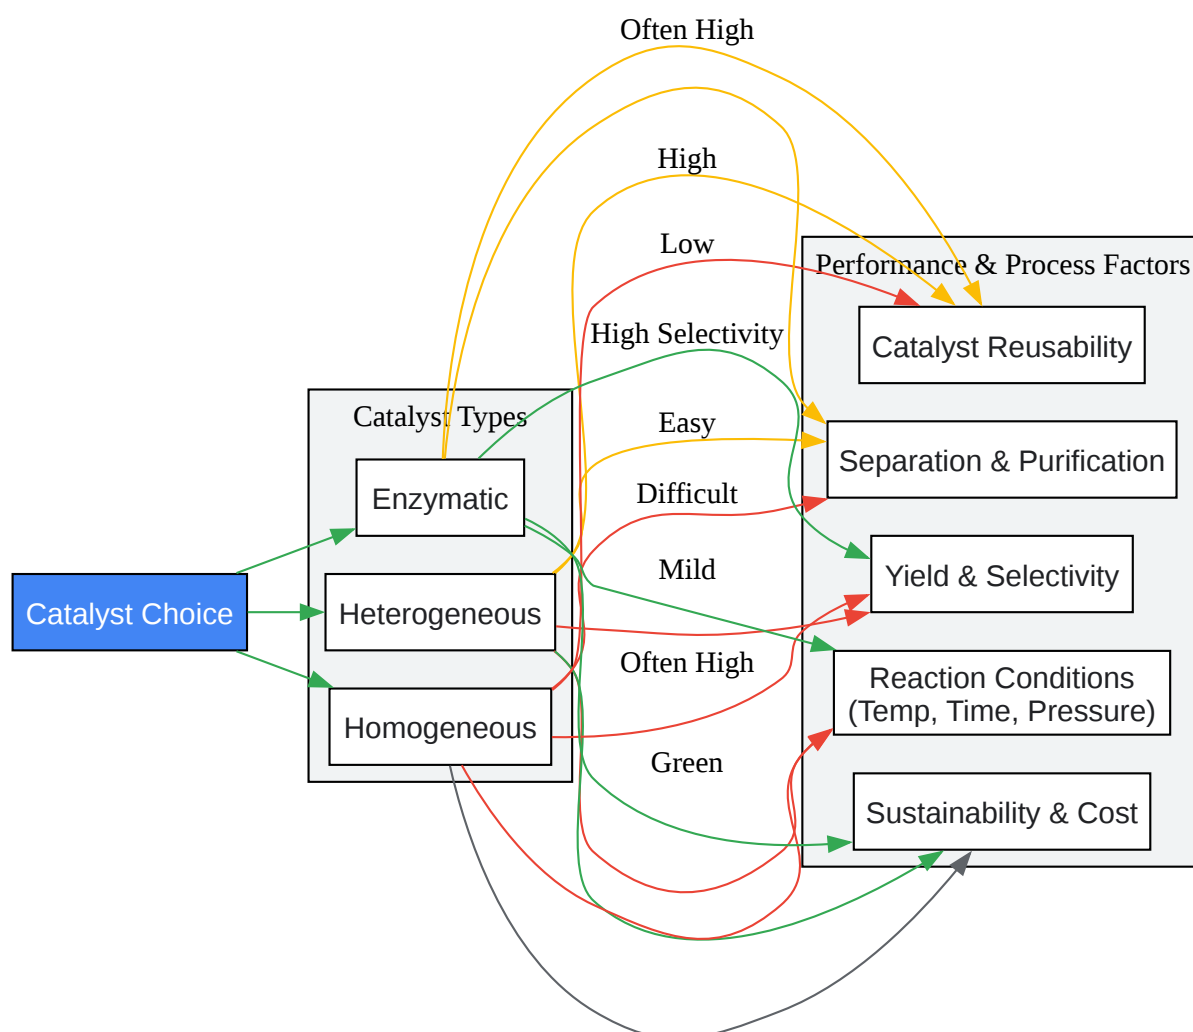 Often High
High
Low
Performance & Process Factors
High Selectivity
Catalyst Reusability
Catalyst Types
Easy
Separation & Purification
Enzymatic
Difficult
Mild
Yield & Selectivity
Catalyst Choice
Heterogeneous
Often High
Reaction Conditions
(Temp, Time, Pressure)
Homogeneous
Green
Sustainability & Cost